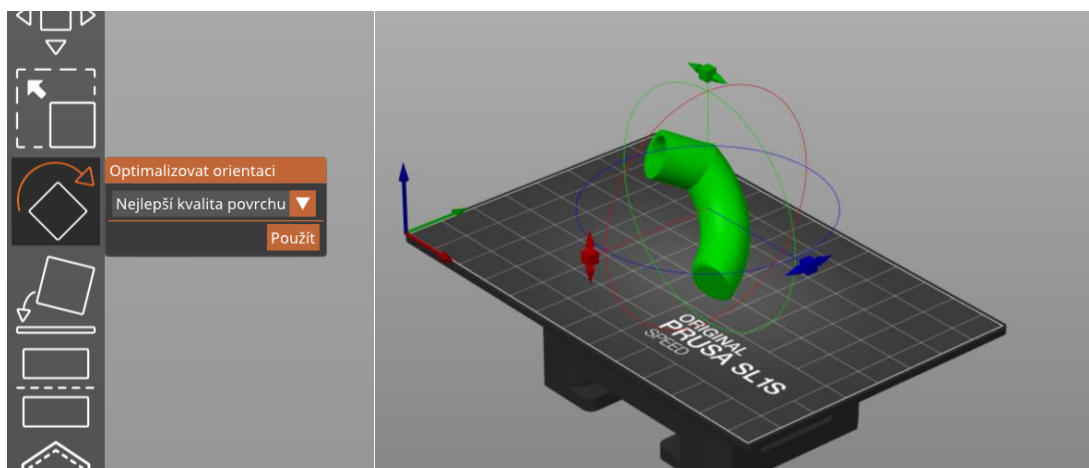 Optimalizovat orientaci
Nejlepší kvalita povrchu
Použít
ORIGINAL
PRUSA SL1S
SPEED